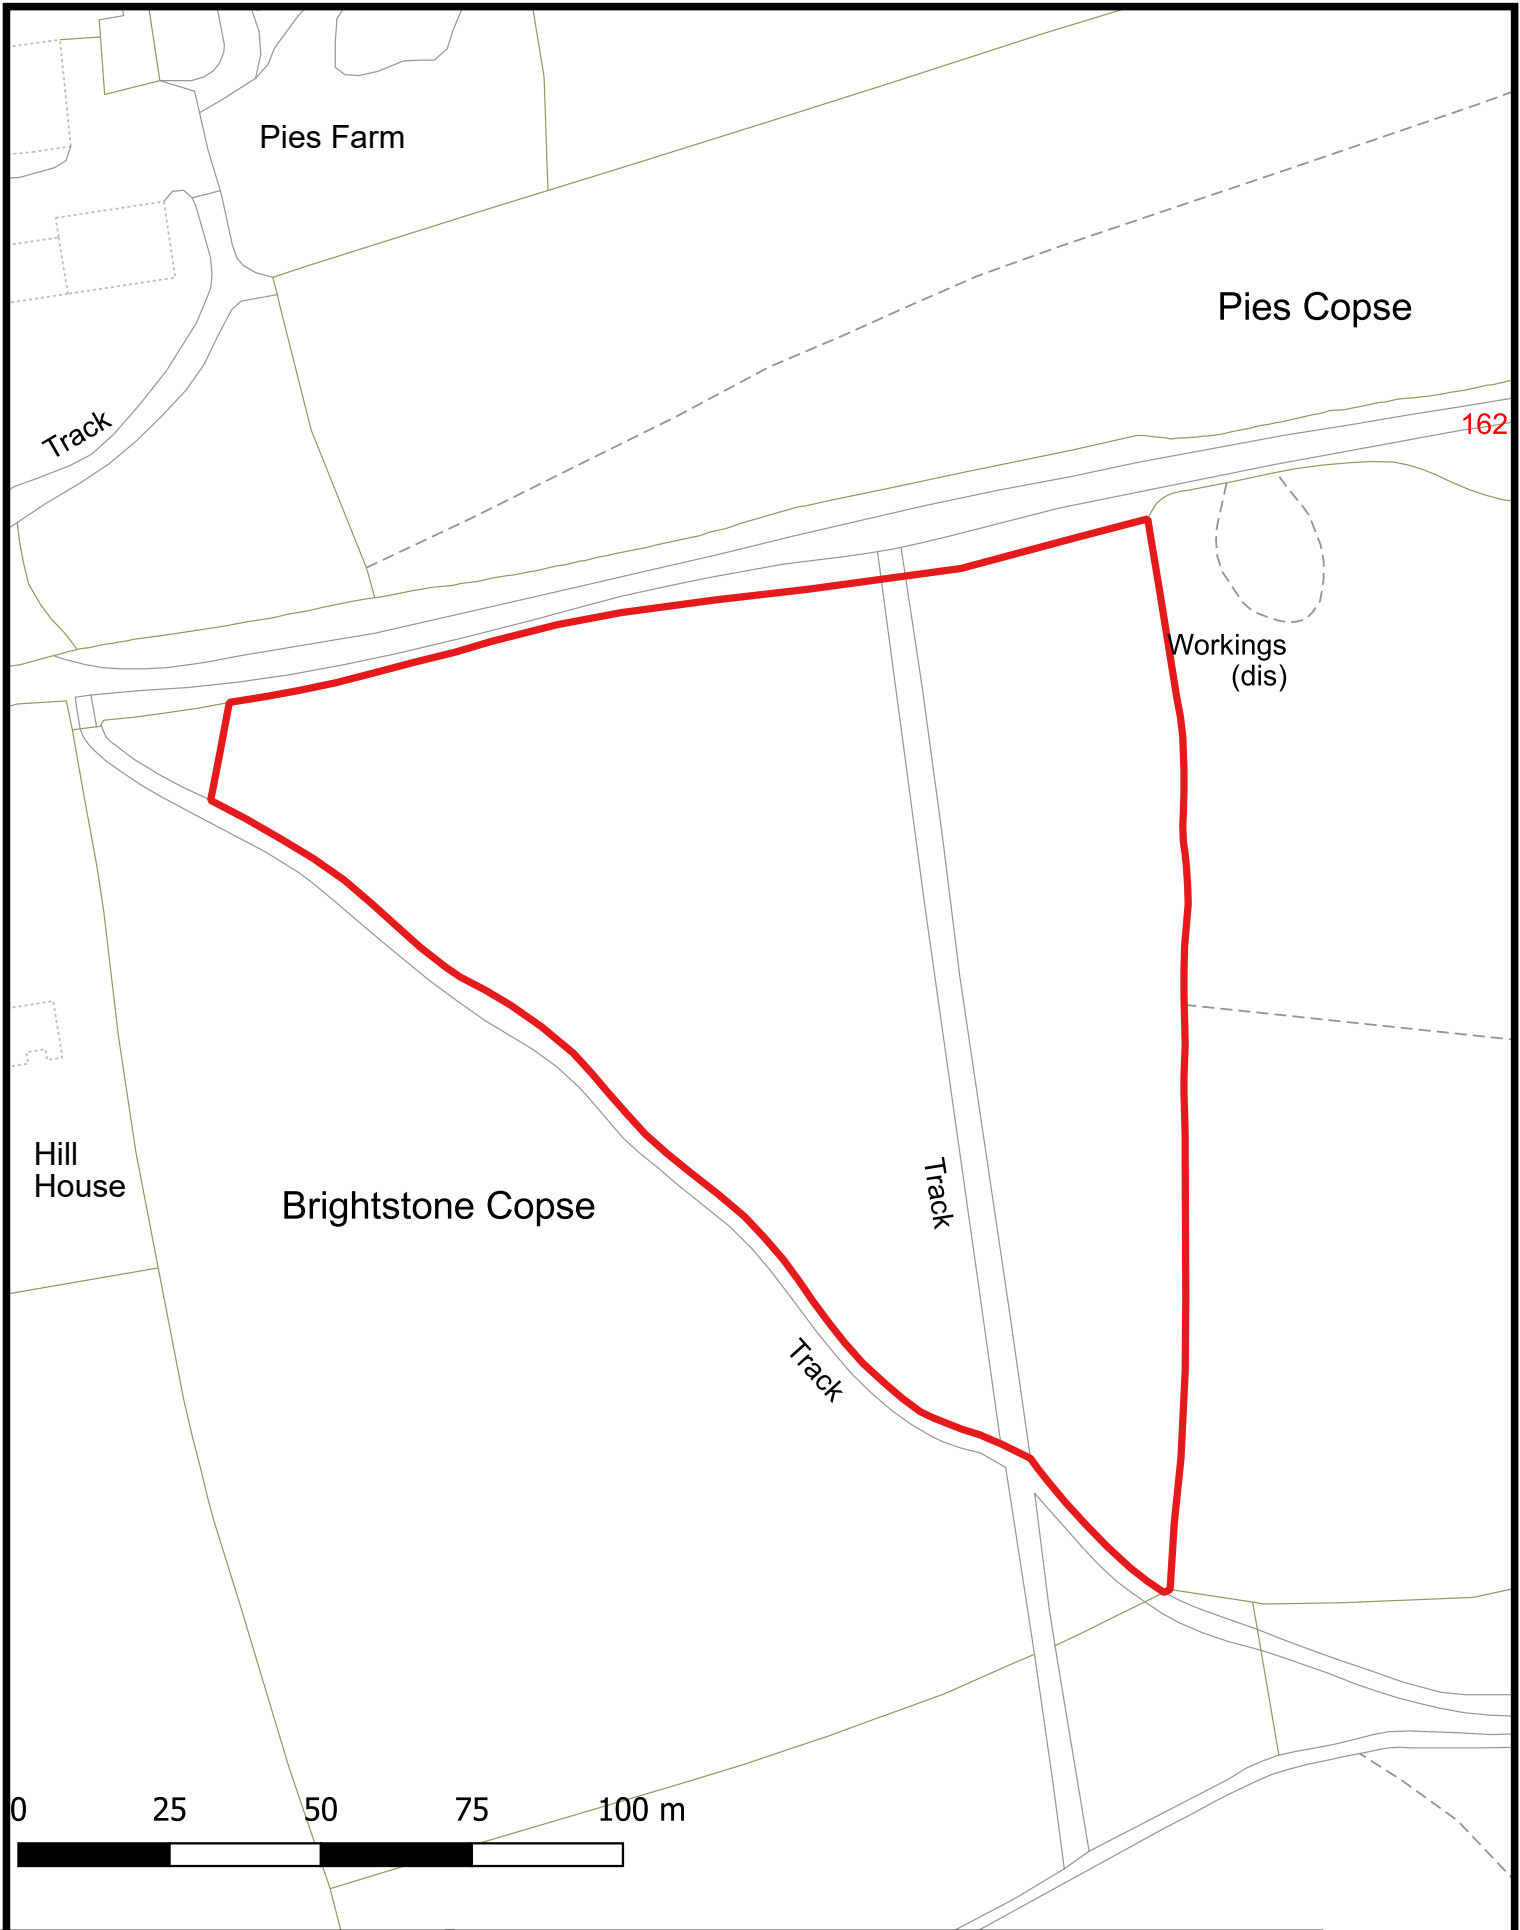 Pies Farm
Pies Copse
Track
162
Workings
(dis)
Hill
House
Brightstone Copse
Track
Track
0 25 50 75 100 m